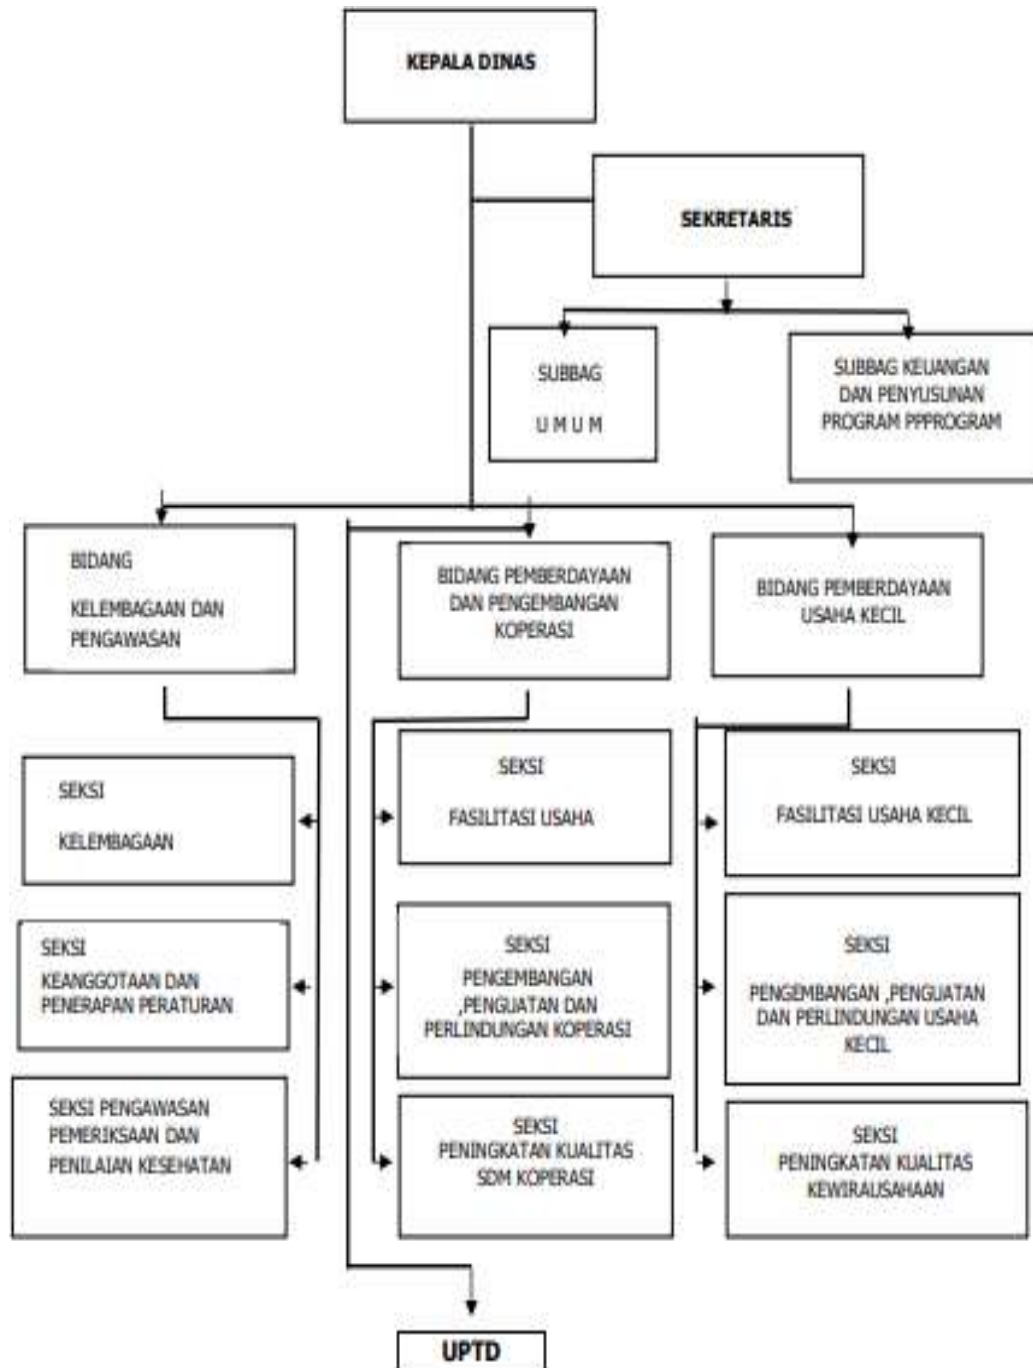 KEPALA DINAS
SEKRETARIS
SUBBAG
U M U M
SUBBAG KEUANGAN
DAN PENYUSUNAN
PROGRAM PPPROGRAM
BIDANG
KELEMBAGAAN DAN
PENGAWASAN
BIDANG PEMBERDAYAAN
DAN PENGEMBANGAN
KOPERASI
BIDANG PEMBERDAYAAN
USAHA KECIL
SEKSI
KELEMBAGAAN
SEKSI
FASILITASI USAHA
SEKSI
FASILITASI USAHA KECIL
SEKSI
KEANGGOTAAN DAN
PENERAPAN PERATURAN
SEKSI
PENGEMBANGAN
,PENGUATAN DAN
PERLINDUNGAN KOPERASI
SEKSI
PENGEMBANGAN ,PENGUATAN
DAN PERLINDUNGAN USAHA
KECIL
SEKSI PENGAWASAN
PEMERIKSAAN DAN
PENILAIAN KESEHATAN
SEKSI
PENINGKATAN KUALITAS
SDM KOPERASI
SEKSI
PENINGKATAN KUALITAS
KEWIRAUSAHAAN
UPTD